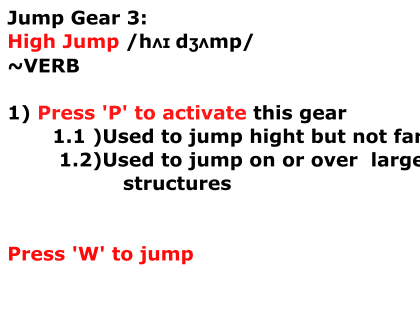 Jump Gear 3:
High Jump /hʌɪ dʒʌmp/
~VERB
1) Press 'P' to activate this gear
1.1 )Used to jump hight but not far
1.2)Used to jump on or over large
structures
Press 'W' to jump